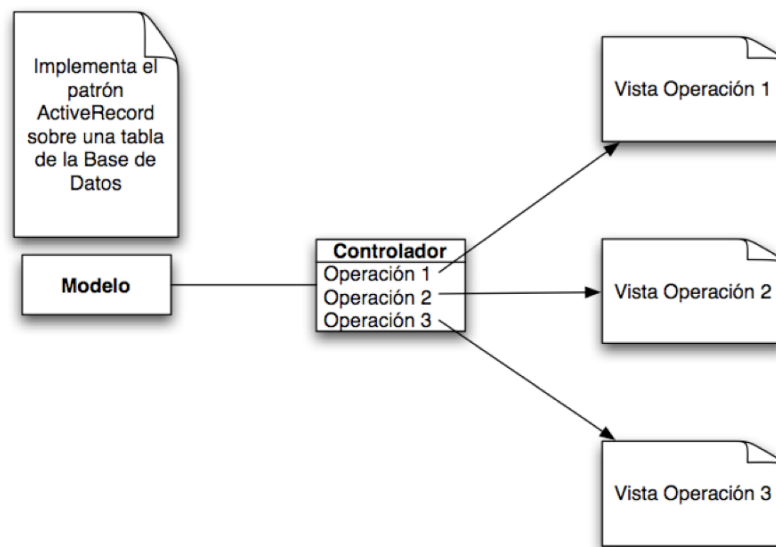 Implementa el
patrón
ActiveRecord
sobre una tabla
de la Base de
Datos
Modelo
Controlador
Operación 1
Operación 2
Operación 3
Vista Operación 1
Vista Operación 2
Vista Operación 3